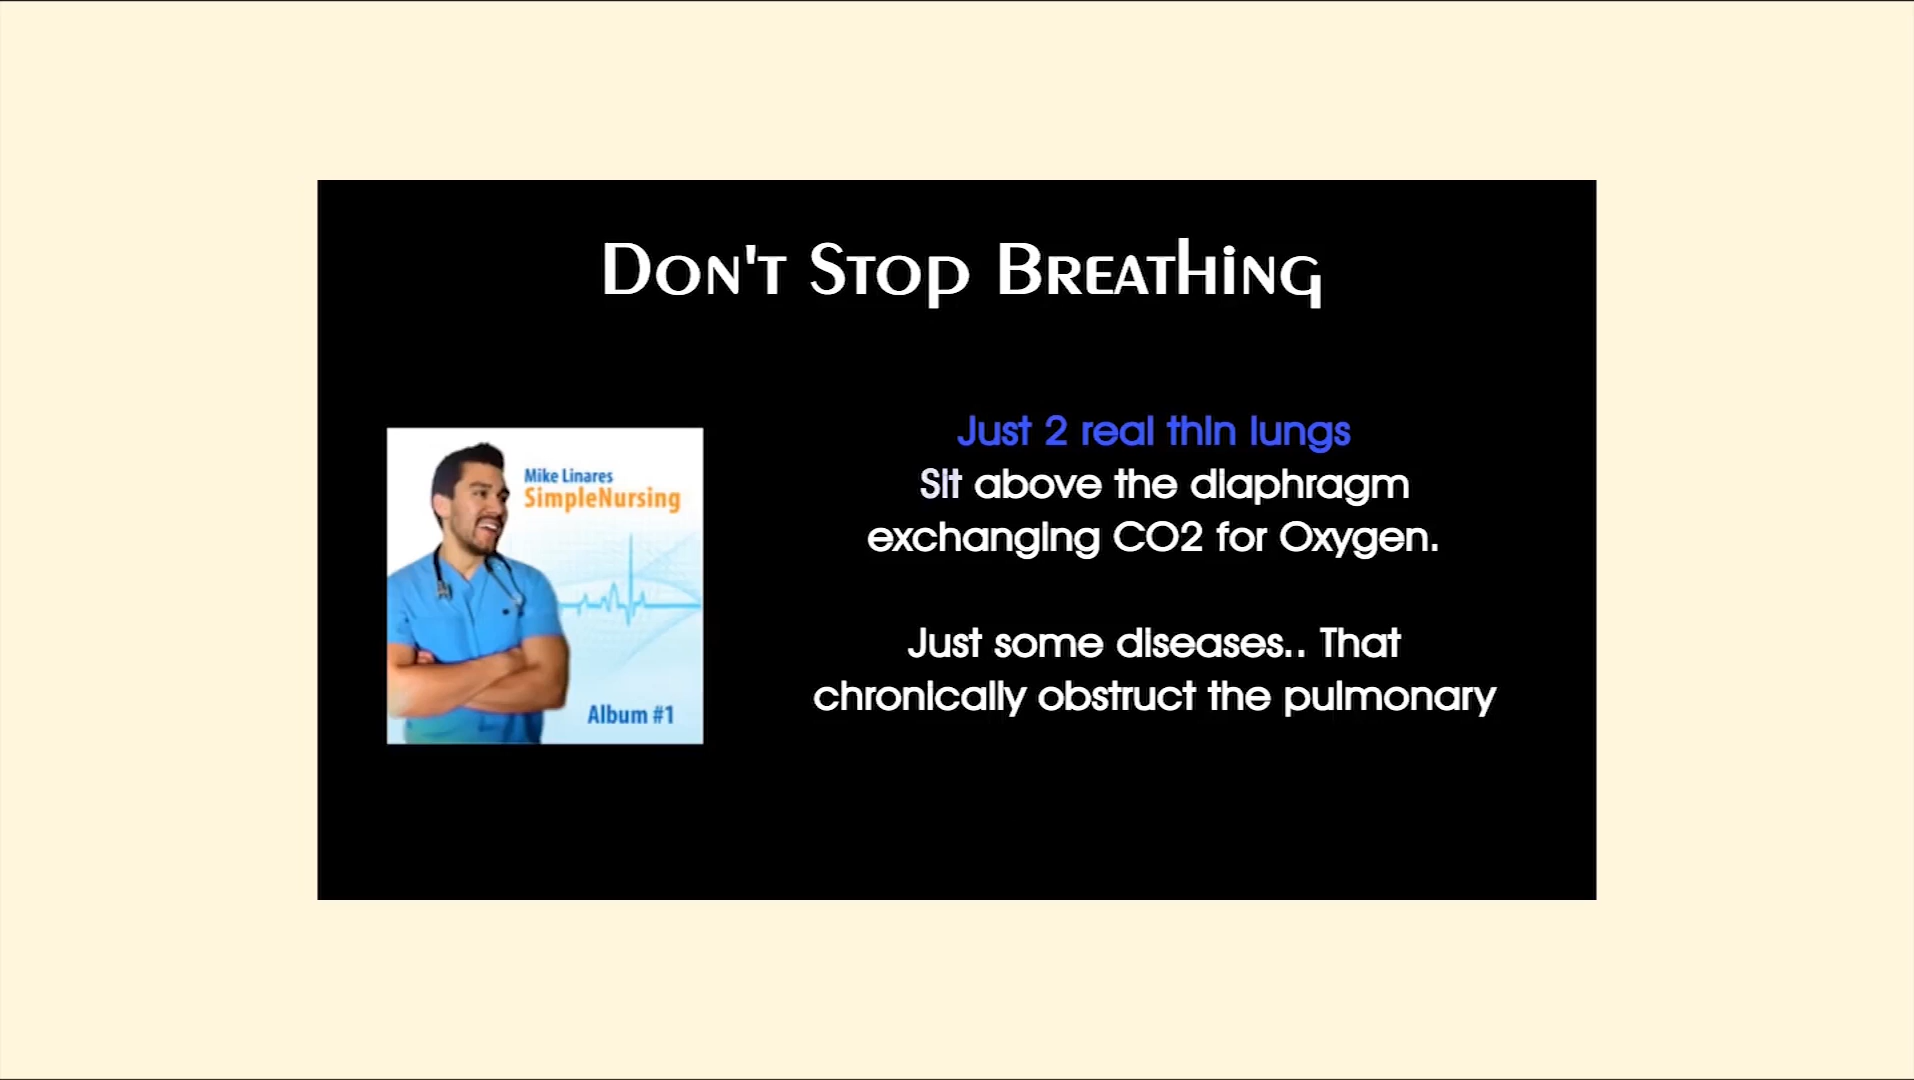 Don't Stop Breathing
Mike Linares
SimpleNursing
Album #1
Just 2 real thin lungs
Sit above the diaphragm
exchanging CO2 for Oxygen.
Just some diseases.. That
chronically obstruct the pulmonary